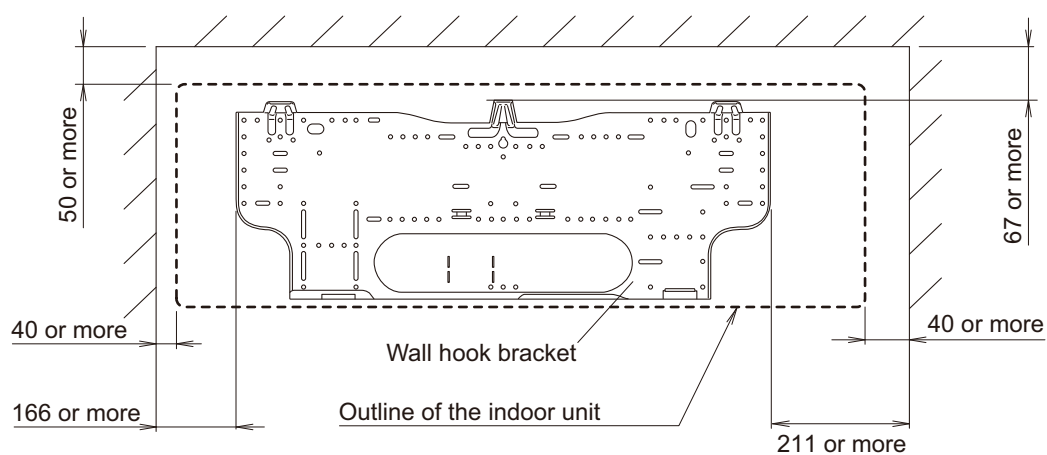 50 or more
67 or more
40 or more
Wall hook bracket
40 or more
166 or more
Outline of the indoor unit
211 or more